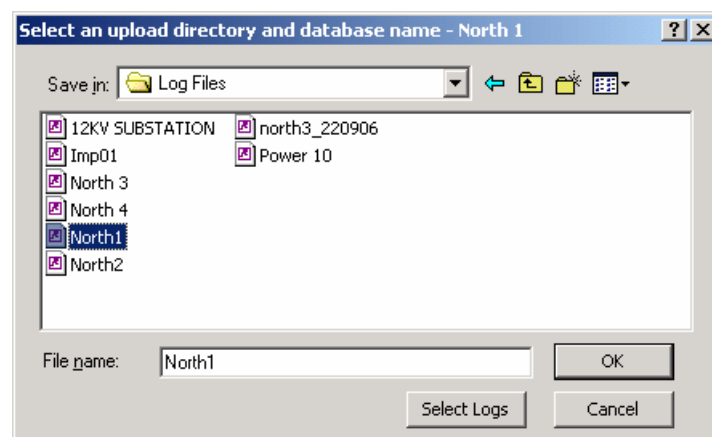 Select an upload directory and database name - North 1
Save in: Log Files
12KV SUBSTATION north3_220906
Imp01 Power 10
North 3
North 4
North1
North2
File name: North1 OK
Select Logs Cancel